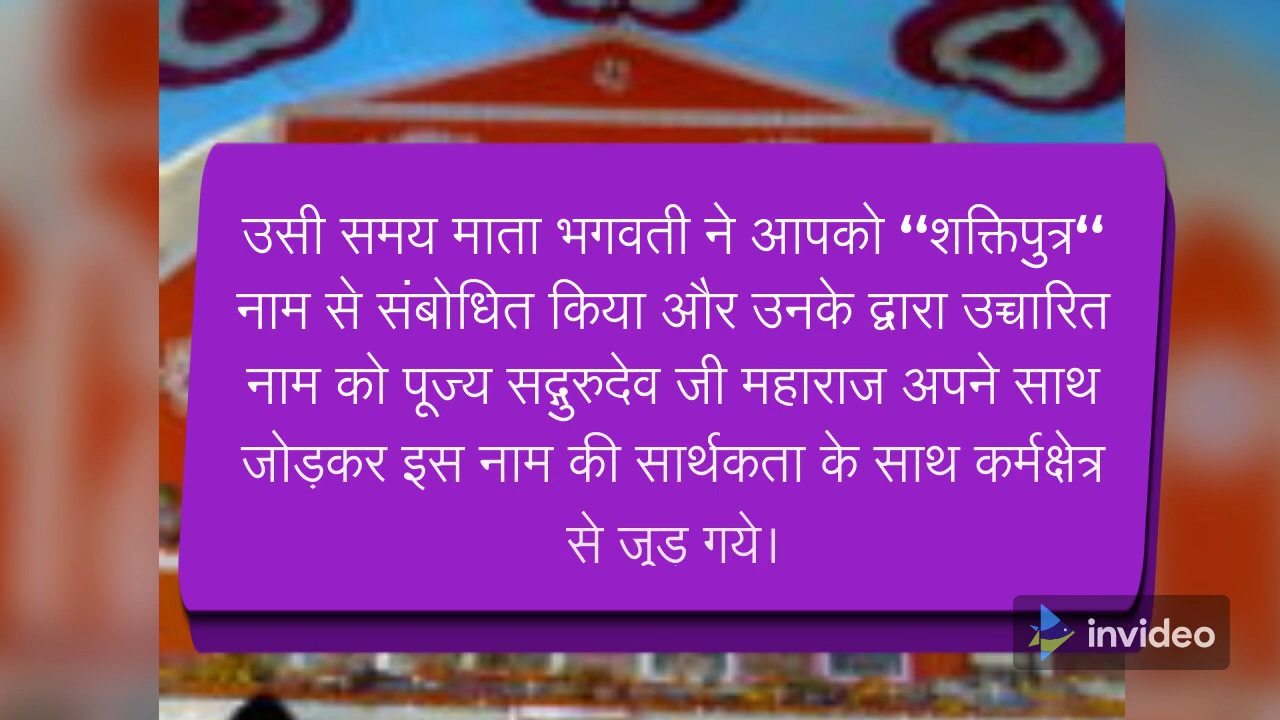 उसी समय माता भगवती ने आपको “शक्तिपुत्र“
नाम से संबोधित किया और उनके द्वारा उच्चारित
नाम को पूज्य सद्गुरुदेव जी महाराज अपने साथ
जोड़कर इस नाम की सार्थकता के साथ कर्मक्षेत्र
से जुड गये।
invideo